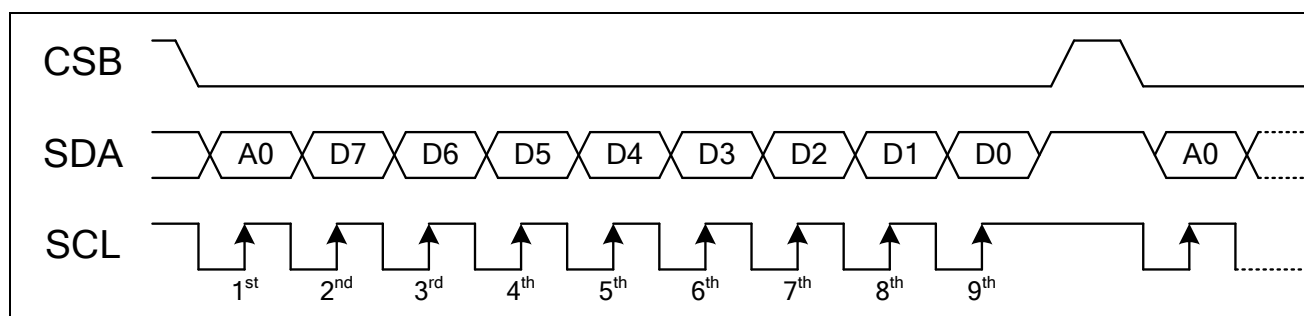 CSB
SDA A0 D7 D6 D5 D4 D3 D2 D1 D0 A0
SCL
1st 2nd 3rd 4th 5th 6th 7th 8th 9th